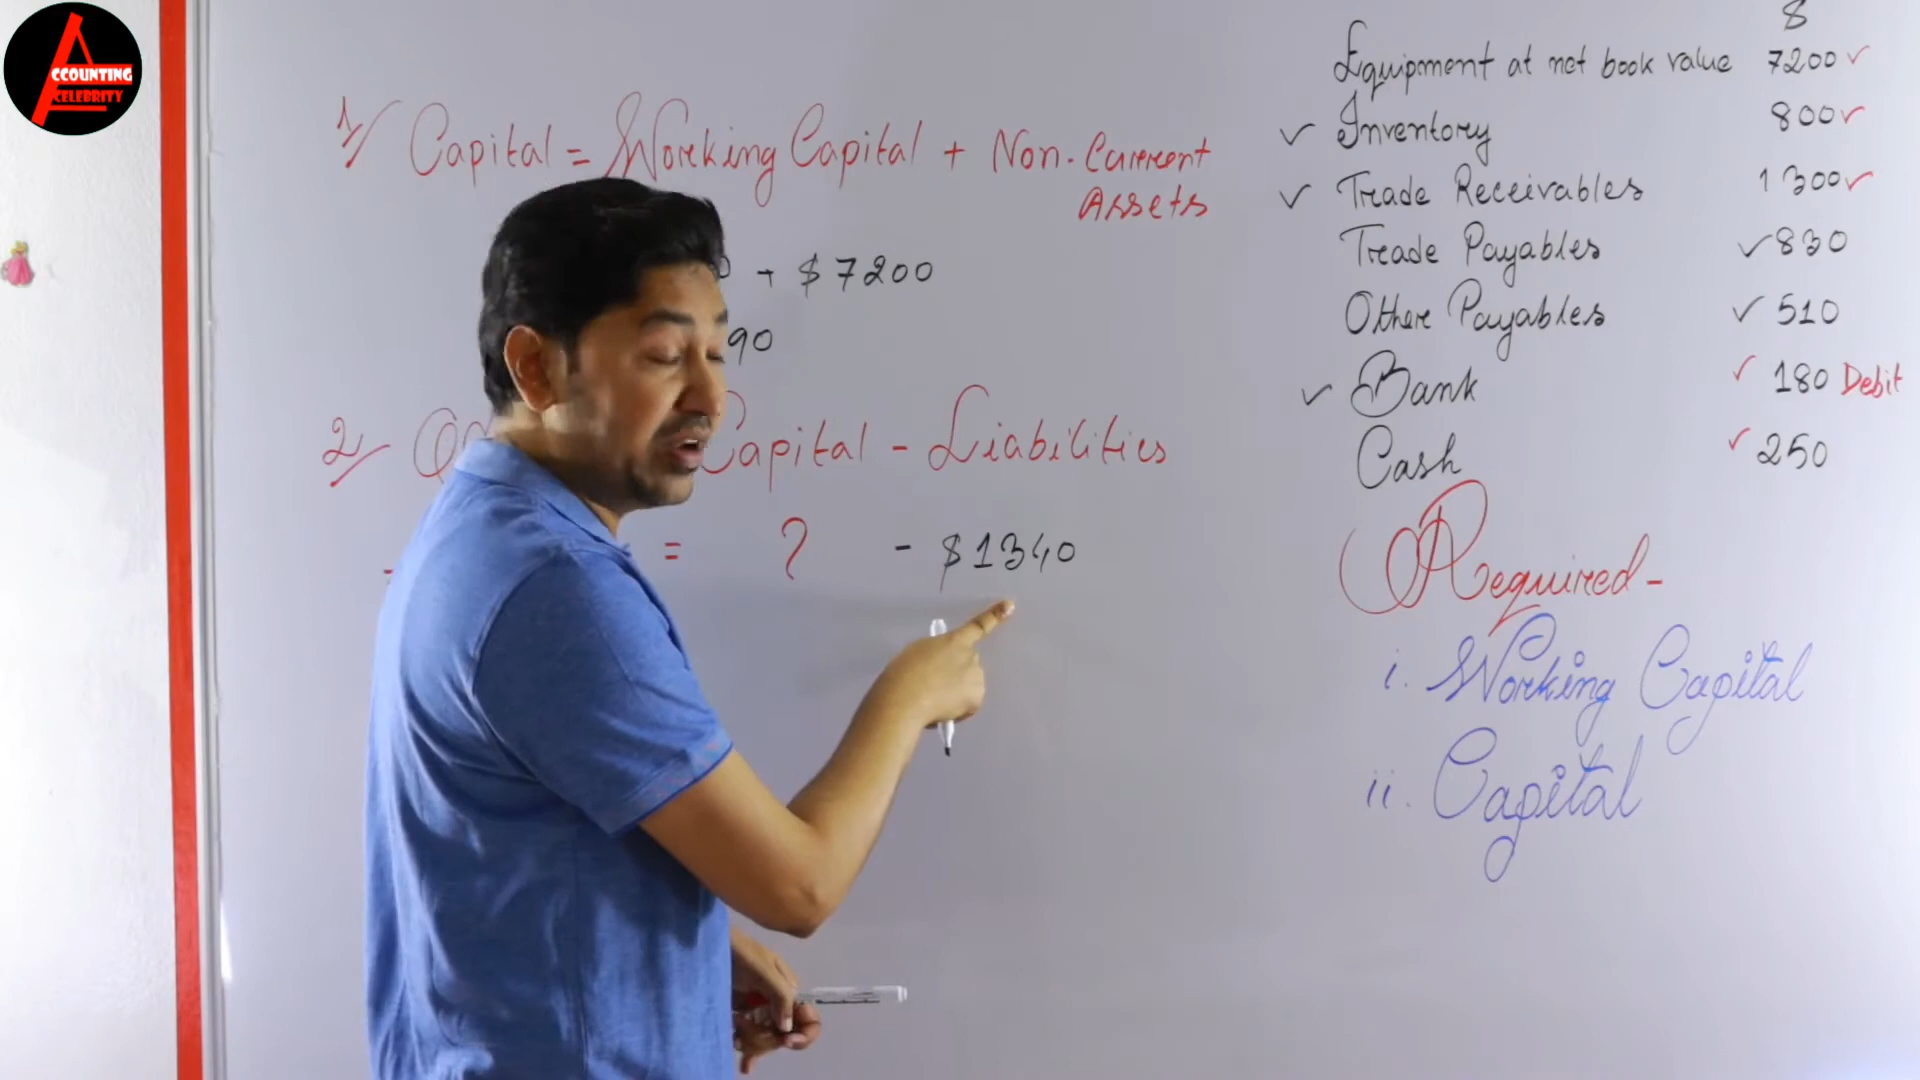 ACCOUNTING
CELEBRITY
1/ Capital = Working Capital + Non-Current
Assets
+ $7200
90
2/ Capital - Liabilities
= ? - $1340
$
Equipment at net book value 7200 ✓
✓ Inventory 800 ✓
✓ Trade Receivables 1300 ✓
Trade Payables ✓ 830
Other Payables ✓ 510
✓ Bank ✓ 180 Debit
Cash ✓ 250
Required-
i. Working Capital
ii. Capital